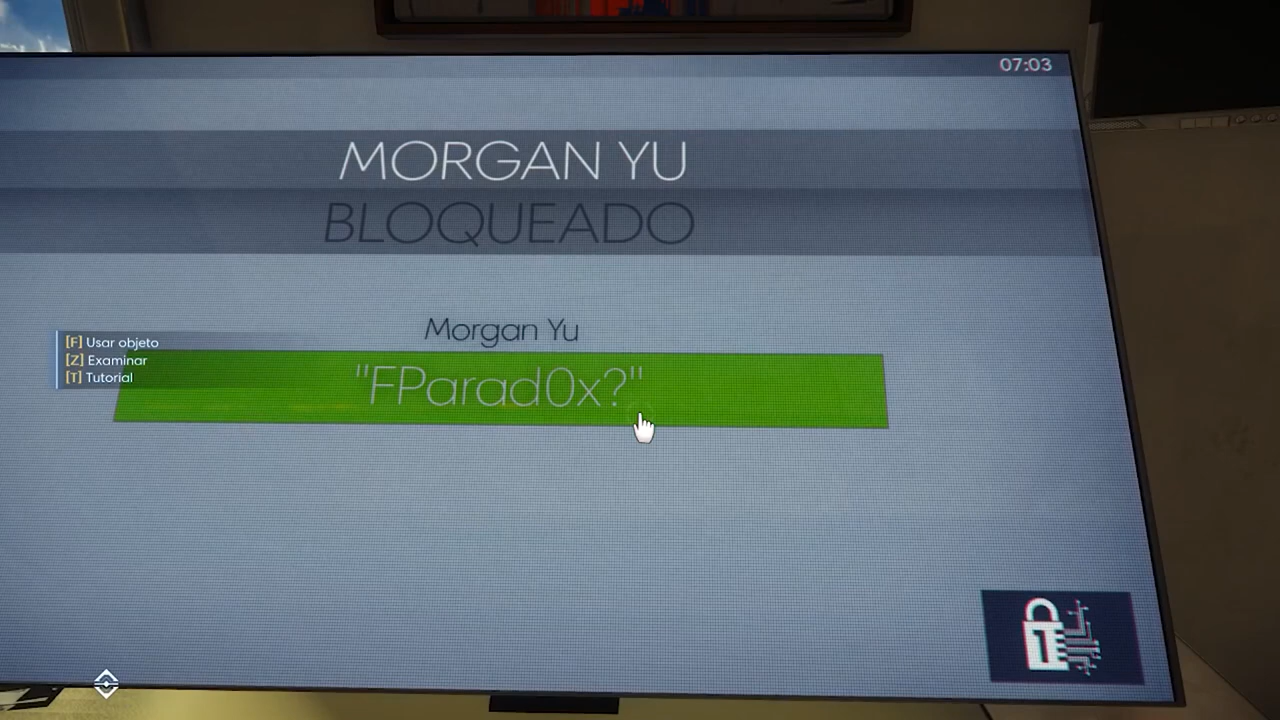 07:03
MORGAN YU
BLOQUEADO
Morgan Yu
[F] Usar objeto
[Z] Examinar
[T] Tutorial
"FParad0x?"